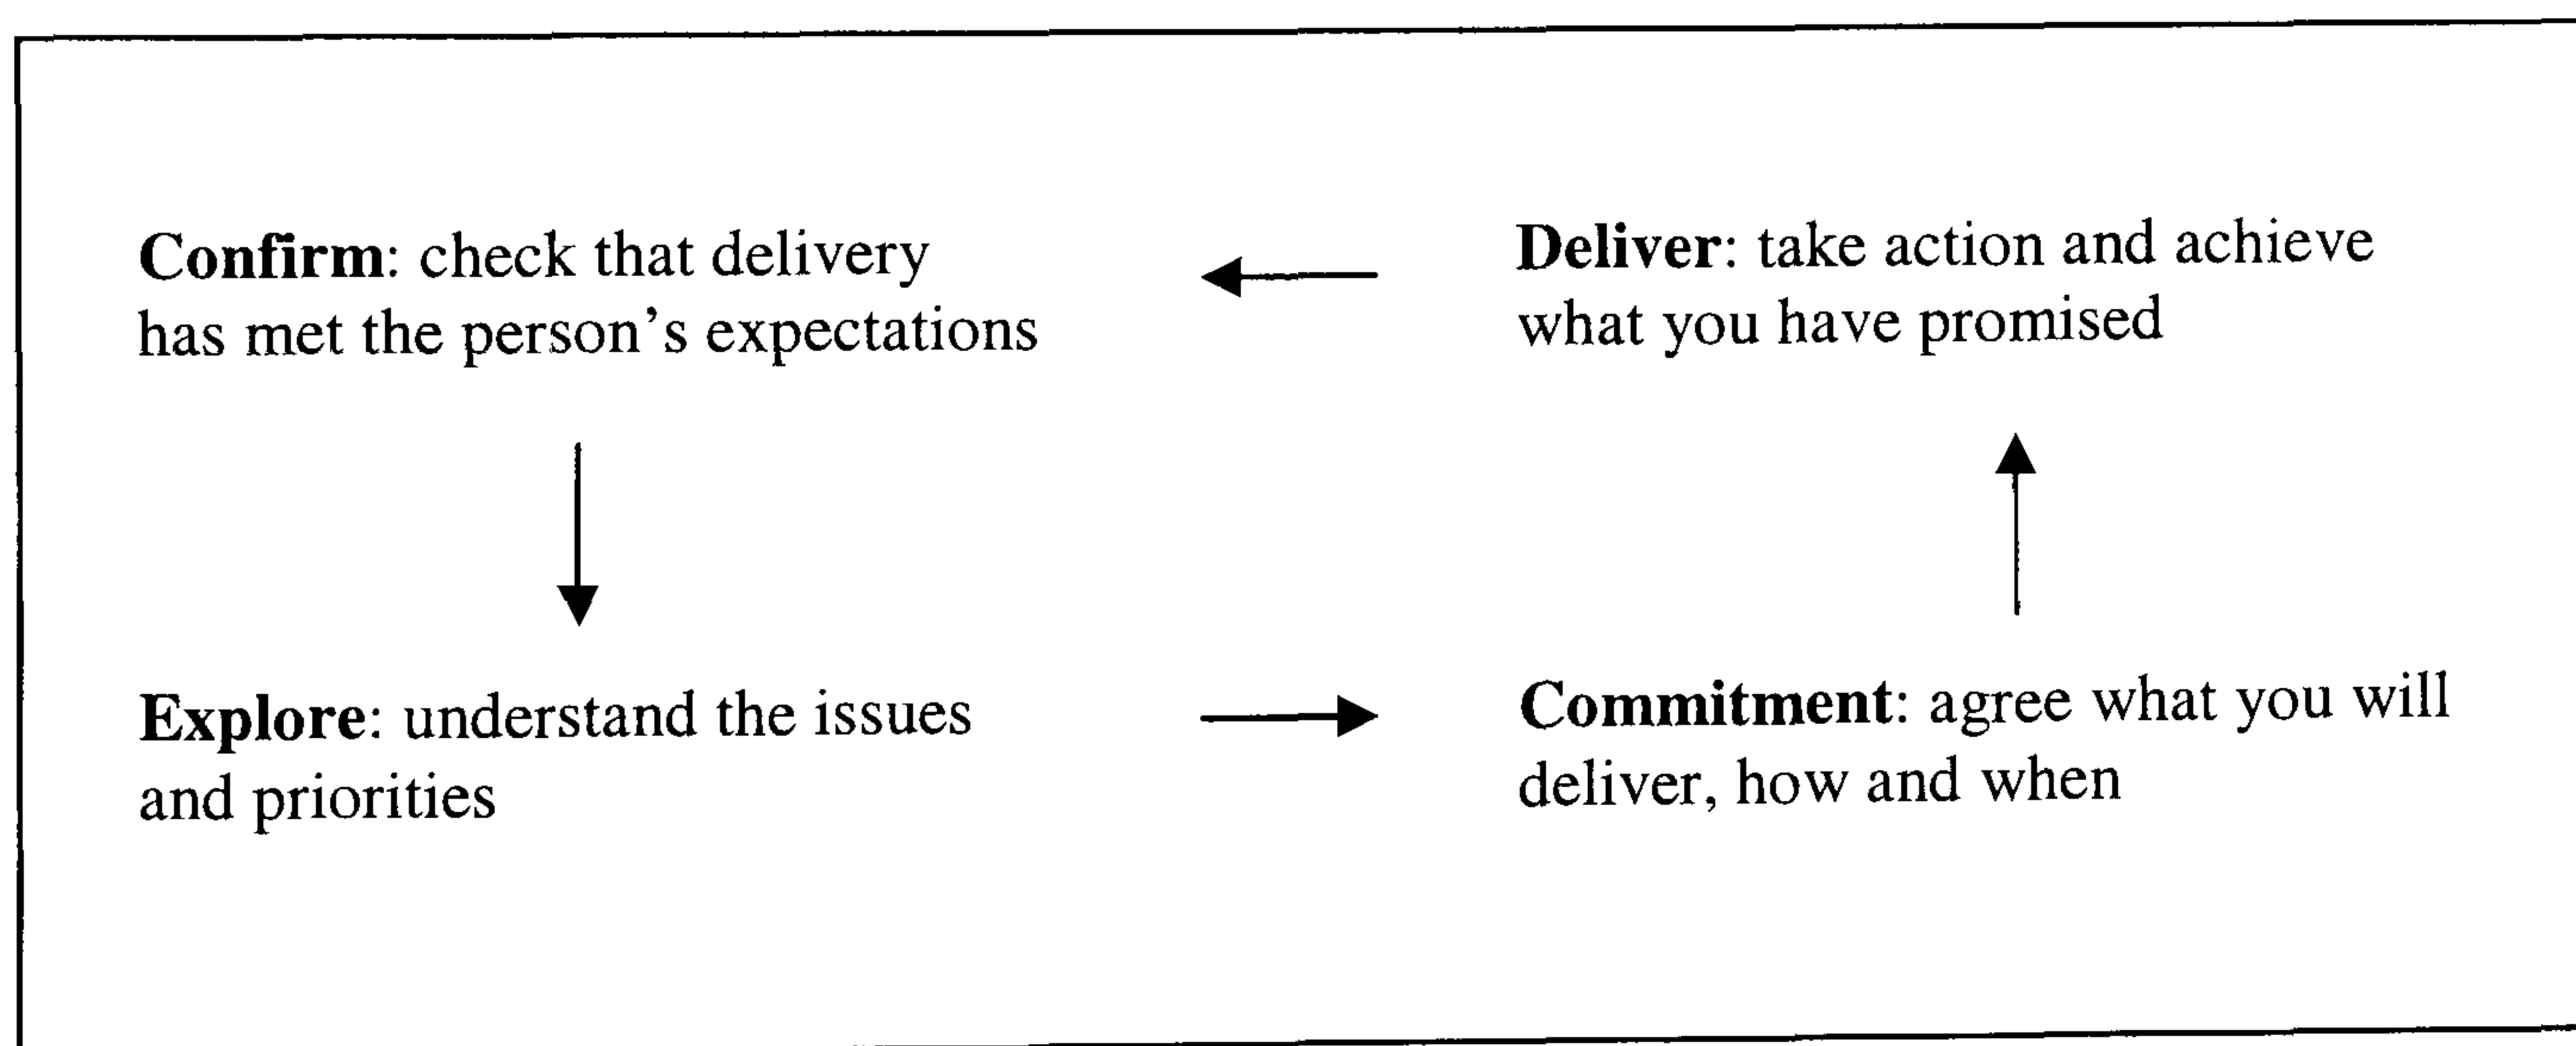 Confirm: check that delivery
has met the person's expectations
Deliver: take action and achieve
what you have promised
Explore: understand the issues
and priorities
Commitment: agree what you will
deliver, how and when